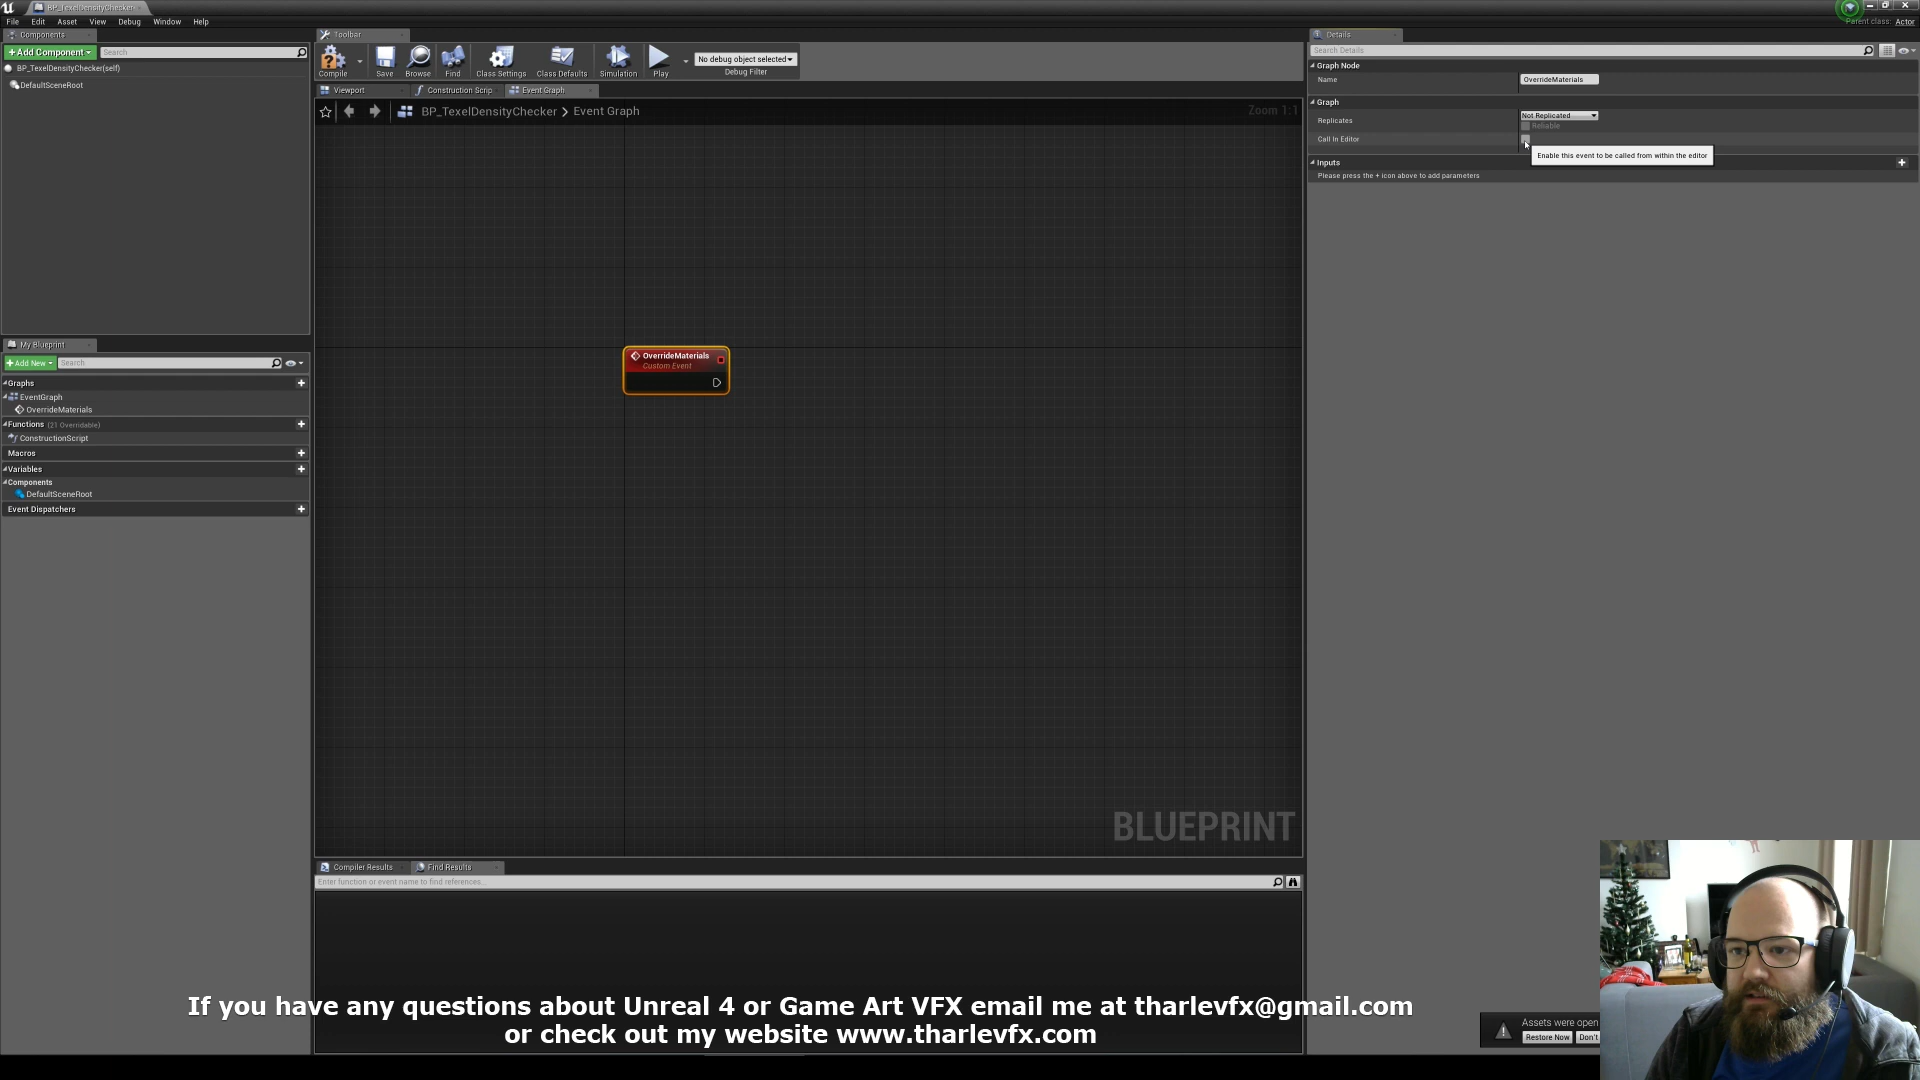 BP_TexelDensityChecker
File Edit Asset View Debug Window Help
Parent class: Actor
Components
+Add Component
Search
BP_TexelDensityChecker(self)
DefaultSceneRoot
My Blueprint
+Add New
Search
Graphs
EventGraph
OverrideMaterials
Functions (21 Overridable)
ConstructionScript
Macros
Variables
Components
DefaultSceneRoot
Event Dispatchers
Toolbar
Compile
Save
Browse
Find
Class Settings
Class Defaults
Simulation
Play
No debug object selected
Debug Filter
Viewport
Construction Scrip
Event Graph
BP_TexelDensityChecker > Event Graph
Zoom 1:1
OverrideMaterials
Custom Event
BLUEPRINT
Compiler Results
Find Results
Enter function or event name to find references...
Details
Search Details
Graph Node
Name
OverrideMaterials
Graph
Replicates
Not Replicated
Reliable
Call In Editor
Enable this event to be called from within the editor
Inputs
Please press the + icon above to add parameters
If you have any questions about Unreal 4 or Game Art VFX email me at tharlevfx@gmail.com
or check out my website www.tharlevfx.com
Assets were open
Restore Now
Don't